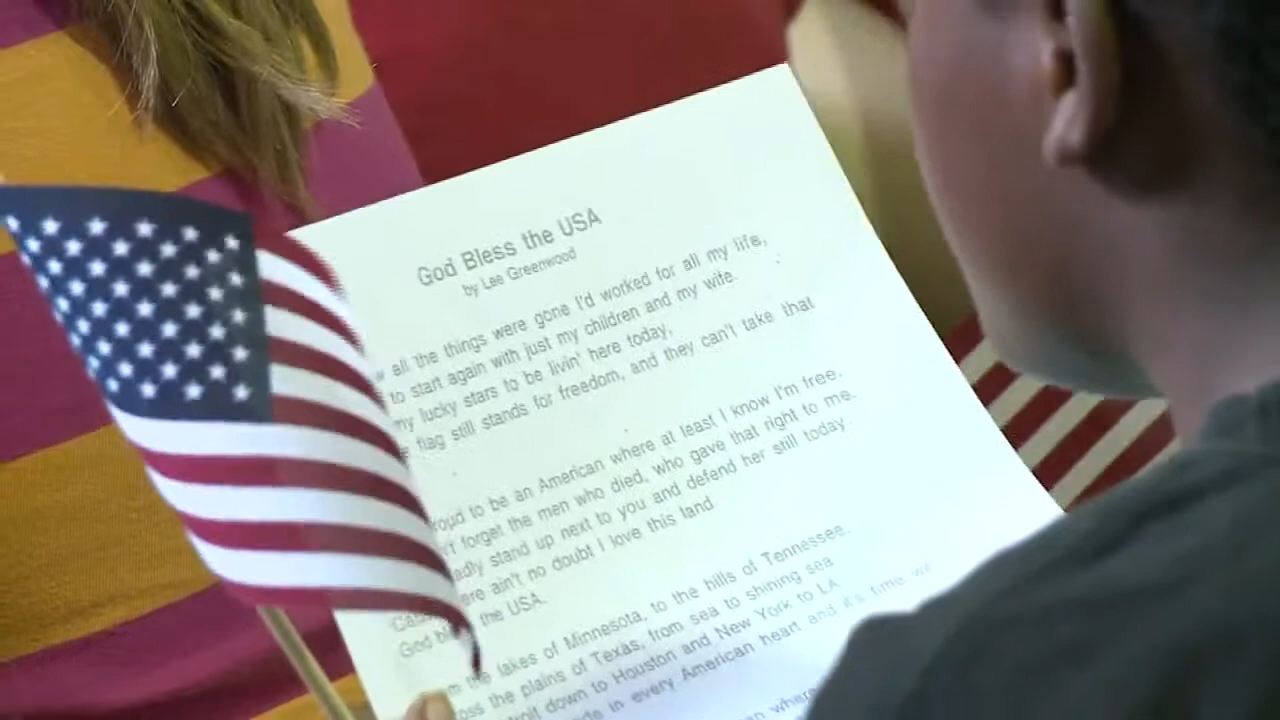 God Bless the USA
by Lee Greenwood
all the things were gone I'd worked for all my life,
to start again with just my children and my wife.
my lucky stars to be livin' here today,
flag still stands for freedom, and they can't take that
to be an American where at least I know I'm free.
forget the men who died, who gave that right to me.
stand up next to you and defend her still today
ain't no doubt I love this land
God the USA.
the lakes of Minnesota, to the hills of Tennessee.
the plains of Texas, from sea to shining sea
down to Houston and New York to LA
in every American heart and it's time